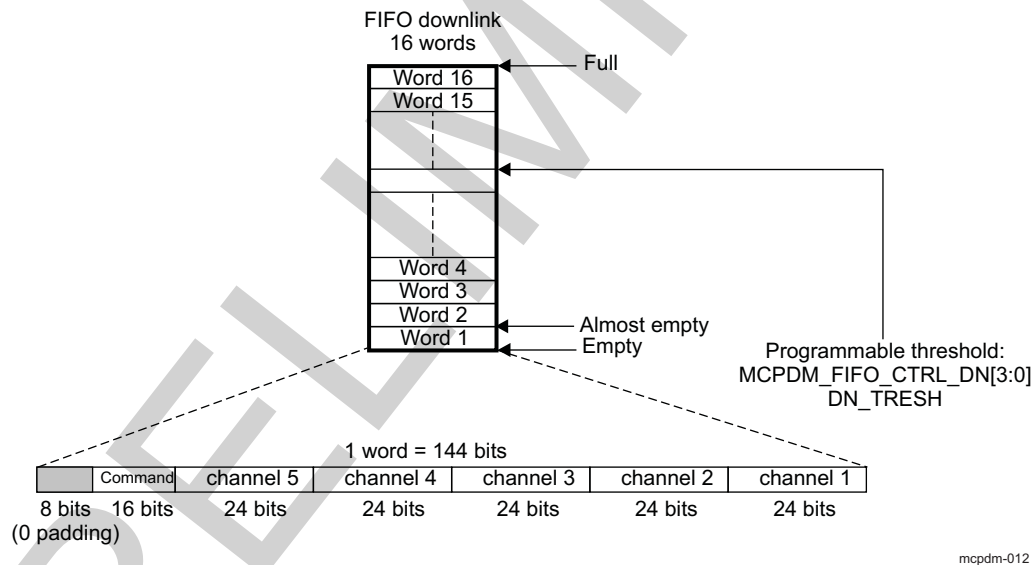 FIFO downlink
16 words
Full
Word 16
Word 15
Word 4
Word 3
Word 2
Word 1
Almost empty
Empty
Programmable threshold:
MCPDM_FIFO_CTRL_DN[3:0]
DN_TRESH
1 word = 144 bits
Command channel 5 channel 4 channel 3 channel 2 channel 1
8 bits 16 bits 24 bits 24 bits 24 bits 24 bits 24 bits
(0 padding)
mcpdm-012